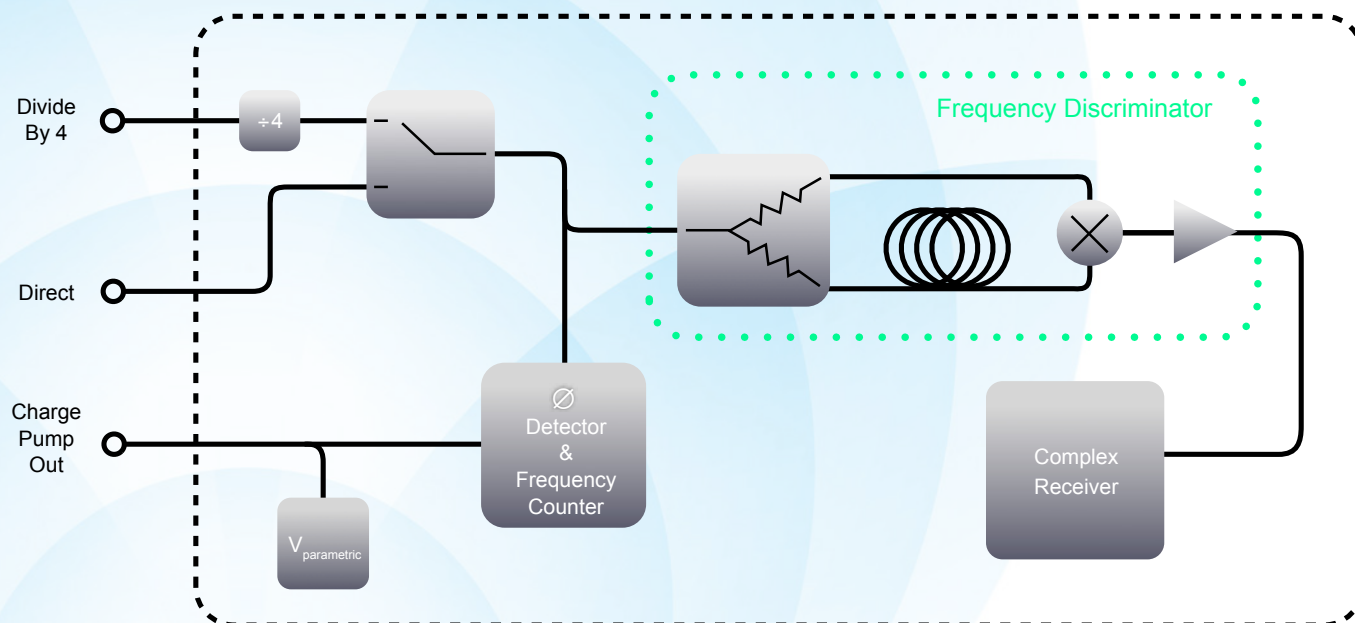 Divide
By 4
÷4
Frequency Discriminator
Direct
Charge
Pump
Out
∅
Detector
&
Frequency
Counter
Vparametric
Complex
Receiver